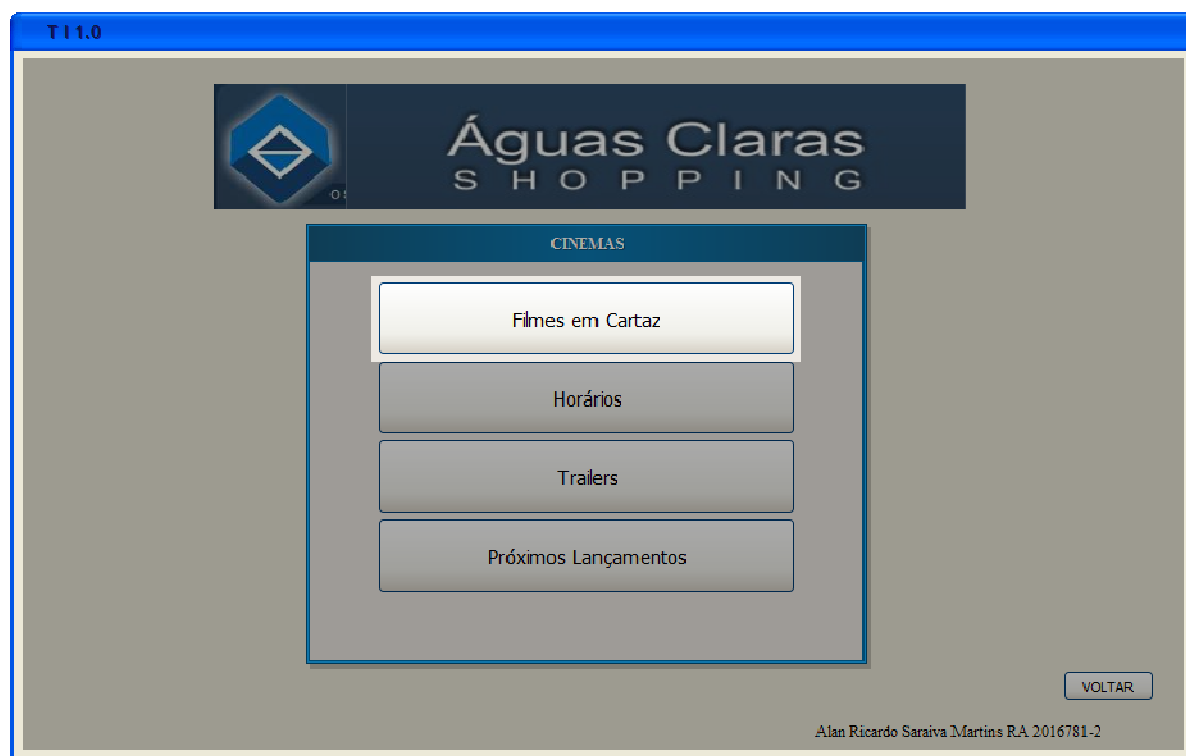 T I 1.0
Águas Claras
SHOPPING
CINEMAS
Filmes em Cartaz
Horários
Trailers
Próximos Lançamentos
VOLTAR
Alan Ricardo Saraiva Martins RA 2016781-2